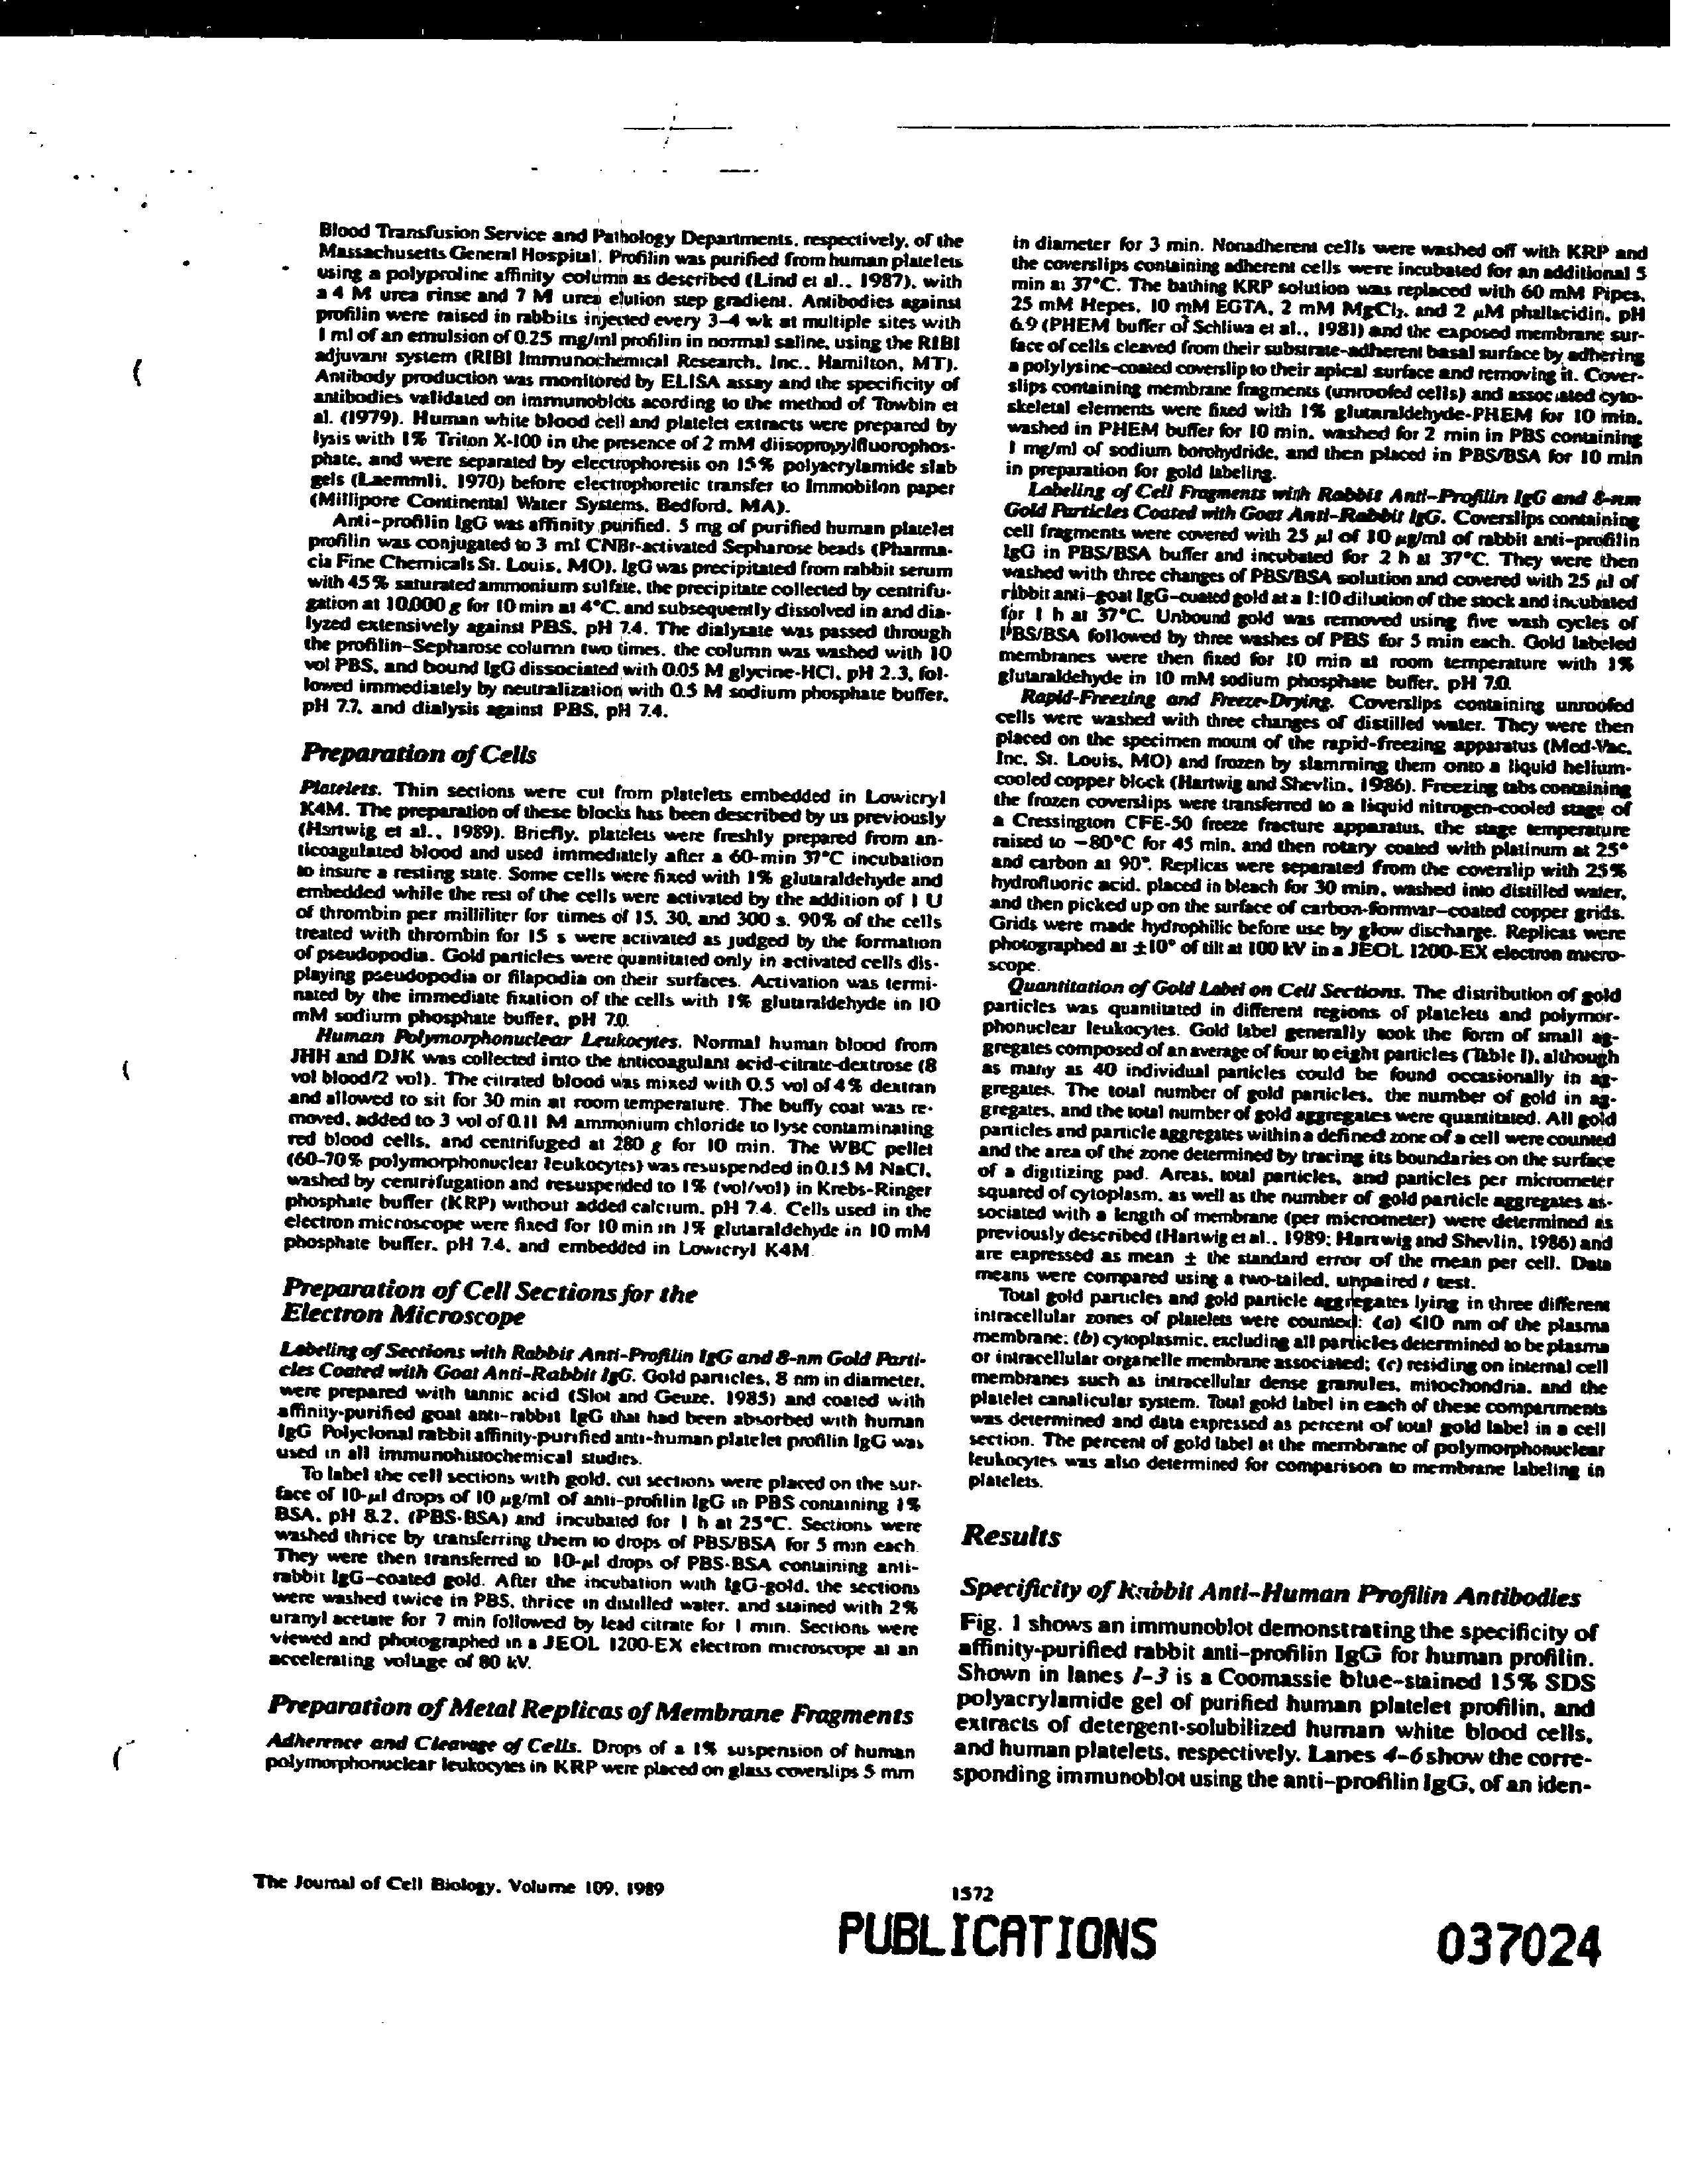 Blood Transfusion Service and Pathology Departments, respectively, of the
Massachusetts General Hospital. Profilin was purified from human platelets
using a polyproline affinity column as described (Lind et al., 1987), with
a 4 M urea rinse and 7 M urea elution step gradient. Antibodies against
profilin were raised in rabbits injected every 3-4 wk at multiple sites with
1 ml of an emulsion of 0.25 mg/ml profilin in normal saline, using the RIBI
adjuvant system (RIBI Immunochemical Research, Inc., Hamilton, MT).
Antibody production was monitored by ELISA assay and the specificity of
antibodies validated on immunoblots acording to the method of Towbin et
al. (1979). Human white blood cell and platelet extracts were prepared by
lysis with 1% Triton X-100 in the presence of 2 mM diisopropylfluorophos-
phate, and were separated by electrophoresis on 15% polyacrylamide slab
gels (Laemmli, 1970) before electrophoretic transfer to Immobilon paper
(Millipore Continental Water Systems, Bedford, MA).
Anti-profilin IgG was affinity purified. 5 mg of purified human platelet
profilin was conjugated to 3 ml CNBr-activated Sepharose beads (Pharma-
cia Fine Chemicals St. Louis, MO). IgG was precipitated from rabbit serum
with 45% saturated ammonium sulfate, the precipitate collected by centrifu-
gation at 10,000 g for 10 min at 4°C, and subsequently dissolved in and dia-
lyzed extensively against PBS, pH 7.4. The dialysate was passed through
the profilin-Sepharose column two times, the column was washed with 10
vol PBS, and bound IgG dissociated with 0.05 M glycine-HCl, pH 2.3, fol-
lowed immediately by neutralization with 0.5 M sodium phosphate buffer,
pH 7.7, and dialysis against PBS, pH 7.4.
Preparation of Cells
Platelets. Thin sections were cut from platelets embedded in Lowicryl
K4M. The preparation of these blocks has been described by us previously
(Hartwig et al., 1989). Briefly, platelets were freshly prepared from an-
ticoagulated blood and used immediately after a 60-min 37°C incubation
to insure a resting state. Some cells were fixed with 1% glutaraldehyde and
embedded while the rest of the cells were activated by the addition of 1 U
of thrombin per milliliter for times of 15, 30, and 300 s. 90% of the cells
treated with thrombin for 15 s were activated as judged by the formation
of pseudopodia. Gold particles were quantitated only in activated cells dis-
playing pseudopodia or filapodia on their surfaces. Activation was termi-
nated by the immediate fixation of the cells with 1% glutaraldehyde in 10
mM sodium phosphate buffer, pH 7.0.
Human Polymorphonuclear Leukocytes. Normal human blood from
JHH and DJK was collected into the anticoagulant acid-citrate-dextrose (8
vol blood/2 vol). The citrated blood was mixed with 0.5 vol of 4% dextran
and allowed to sit for 30 min at room temperature. The buffy coat was re-
moved, added to 3 vol of 0.11 M ammonium chloride to lyse contaminating
red blood cells, and centrifuged at 280 g for 10 min. The WBC pellet
(60-70% polymorphonuclear leukocytes) was resuspended in 0.15 M NaCl,
washed by centrifugation and resuspended to 1% (vol/vol) in Krebs-Ringer
phosphate buffer (KRP) without added calcium, pH 7.4. Cells used in the
electron microscope were fixed for 10 min in 1% glutaraldehyde in 10 mM
phosphate buffer, pH 7.4, and embedded in Lowicryl K4M.
Preparation of Cell Sections for the
Electron Microscope
Labeling of Sections with Rabbit Anti-Profilin IgG and 8-nm Gold Parti-
cles Coated with Goat Anti-Rabbit IgG. Gold particles, 8 nm in diameter,
were prepared with tannic acid (Slot and Geuze, 1985) and coated with
affinity-purified goat anti-rabbit IgG that had been absorbed with human
IgG Polyclonal rabbit affinity-purified anti-human platelet profilin IgG was
used in all immunohistochemical studies.
To label the cell sections with gold, cut sections were placed on the sur-
face of 10-μl drops of 10 μg/ml of anti-profilin IgG in PBS containing 1%
BSA, pH 8.2, (PBS-BSA) and incubated for 1 h at 25°C. Sections were
washed thrice by transferring them to drops of PBS/BSA for 5 min each.
They were then transferred to 10-μl drops of PBS-BSA containing anti-
rabbit IgG-coated gold. After the incubation with IgG-gold, the sections
were washed twice in PBS, thrice in distilled water, and stained with 2%
uranyl acetate for 7 min followed by lead citrate for 1 min. Sections were
viewed and photographed in a JEOL 1200-EX electron microscope at an
accelerating voltage of 80 kV.
Preparation of Metal Replicas of Membrane Fragments
Adherence and Cleavage of Cells. Drops of a 1% suspension of human
polymorphonuclear leukocytes in KRP were placed on glass coverslips 5 mm
in diameter for 3 min. Nonadherent cells were washed off with KRP and
the coverslips containing adherent cells were incubated for an additional 5
min at 37°C. The bathing KRP solution was replaced with 60 mM Pipes,
25 mM Hepes, 10 mM EGTA, 2 mM MgCl₂, and 2 μM phallacidin, pH
6.9 (PHEM buffer of Schliwa et al., 1981) and the exposed membrane sur-
face of cells cleaved from their substrate-adherent basal surface by adhering
a polylysine-coated coverslip to their apical surface and removing it. Cover-
slips containing membrane fragments (unroofed cells) and associated cyto-
skeletal elements were fixed with 1% glutaraldehyde-PHEM for 10 min,
washed in PHEM buffer for 10 min, washed for 2 min in PBS containing
1 mg/ml of sodium borohydride, and then placed in PBS/BSA for 10 min
in preparation for gold labeling.
Labeling of Cell Fragments with Rabbit Anti-Profilin IgG and 8-nm
Gold Particles Coated with Goat Anti-Rabbit IgG. Coverslips containing
cell fragments were covered with 25 μl of 10 μg/ml of rabbit anti-profilin
IgG in PBS/BSA buffer and incubated for 2 h at 37°C. They were then
washed with three changes of PBS/BSA solution and covered with 25 μl of
rabbit anti-goat IgG-coated gold at a 1:10 dilution of the stock and incubated
for 1 h at 37°C. Unbound gold was removed using five wash cycles of
PBS/BSA followed by three washes of PBS for 5 min each. Gold labeled
membranes were then fixed for 10 min at room temperature with 1%
glutaraldehyde in 10 mM sodium phosphate buffer, pH 7.0.
Rapid-Freezing and Freeze-Drying. Coverslips containing unroofed
cells were washed with three changes of distilled water. They were then
placed on the specimen mount of the rapid-freezing apparatus (Med-Vac,
Inc, St. Louis, MO) and frozen by slamming them onto a liquid helium-
cooled copper block (Hartwig and Shevlin, 1986). Freezing tabs containing
the frozen coverslips were transferred to a liquid nitrogen-cooled stage of
a Cressington CFE-50 freeze fracture apparatus, the stage temperature
raised to −80°C for 45 min, and then rotary coated with platinum at 25°
and carbon at 90°. Replicas were separated from the coverslip with 25%
hydrofluoric acid, placed in bleach for 30 min, washed into distilled water,
and then picked up on the surface of carbon-formvar-coated copper grids.
Grids were made hydrophilic before use by glow discharge. Replicas were
photographed at ±10° of tilt at 100 kV in a JEOL 1200-EX electron micro-
scope.
Quantitation of Gold Label on Cell Sections. The distribution of gold
particles was quantitated in different regions of platelets and polymor-
phonuclear leukocytes. Gold label generally took the form of small ag-
gregates composed of an average of four to eight particles (Table I), although
as many as 40 individual particles could be found occasionally in ag-
gregates. The total number of gold particles, the number of gold in ag-
gregates, and the total number of gold aggregates were quantitated. All gold
particles and particle aggregates within a defined zone of a cell were counted
and the area of the zone determined by tracing its boundaries on the surface
of a digitizing pad. Areas, total particles, and particles per micrometer
squared of cytoplasm, as well as the number of gold particle aggregates as-
sociated with a length of membrane (per micrometer) were determined as
previously described (Hartwig et al., 1989; Hartwig and Shevlin, 1986) and
are expressed as mean ± the standard error of the mean per cell. Data
means were compared using a two-tailed, unpaired t test.
Total gold particles and gold particle aggregates lying in three different
intracellular zones of platelets were counted: (a) ≤10 nm of the plasma
membrane; (b) cytoplasmic, excluding all particles determined to be plasma
or intracellular organelle membrane associated; (c) residing on internal cell
membranes such as intracellular dense granules, mitochondria, and the
platelet canalicular system. Total gold label in each of these compartments
was determined and data expressed as percent of total gold label in a cell
section. The percent of gold label at the membrane of polymorphonuclear
leukocytes was also determined for comparison to membrane labeling in
platelets.
Results
Specificity of Rabbit Anti-Human Profilin Antibodies
Fig. 1 shows an immunoblot demonstrating the specificity of
affinity-purified rabbit anti-profilin IgG for human profilin.
Shown in lanes 1-3 is a Coomassie blue-stained 15% SDS
polyacrylamide gel of purified human platelet profilin, and
extracts of detergent-solubilized human white blood cells,
and human platelets, respectively. Lanes 4-6 show the corre-
sponding immunoblot using the anti-profilin IgG, of an iden-
The Journal of Cell Biology, Volume 109, 1989
1572
PUBLICATIONS
037024